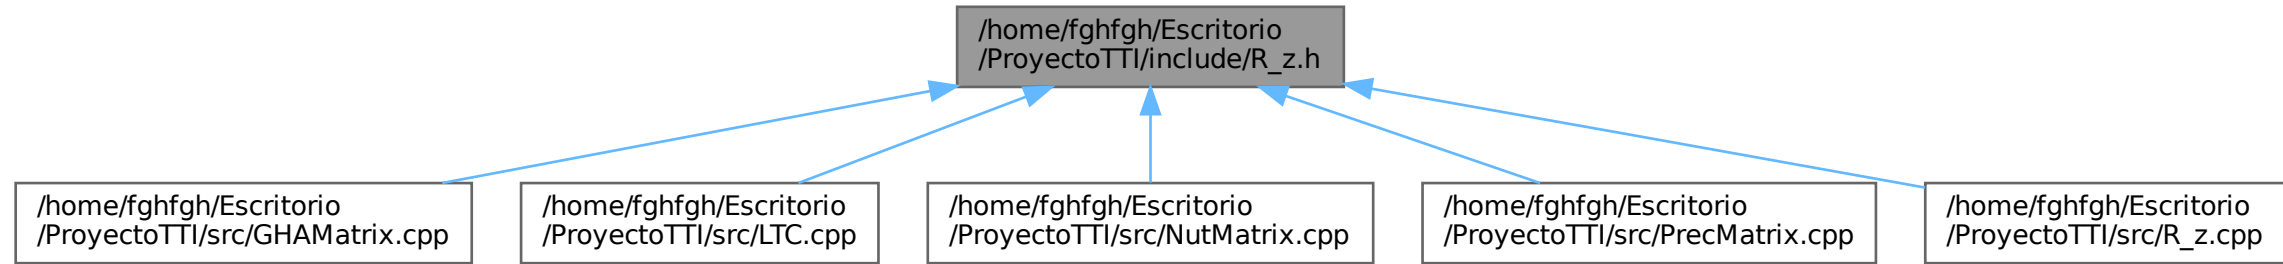 /home/fghfgh/Escritorio
/ProyectoTTI/include/R_z.h
/home/fghfgh/Escritorio
/ProyectoTTI/src/GHAMatrix.cpp
/home/fghfgh/Escritorio
/ProyectoTTI/src/LTC.cpp
/home/fghfgh/Escritorio
/ProyectoTTI/src/NutMatrix.cpp
/home/fghfgh/Escritorio
/ProyectoTTI/src/PrecMatrix.cpp
/home/fghfgh/Escritorio
/ProyectoTTI/src/R_z.cpp